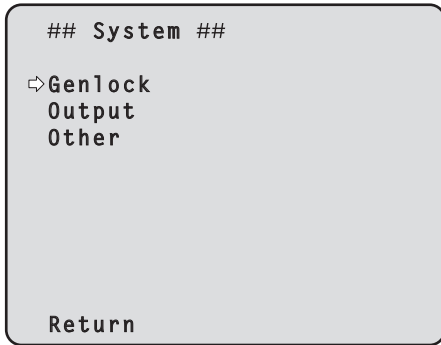 ## System ##
⇨Genlock
Output
Other
Return